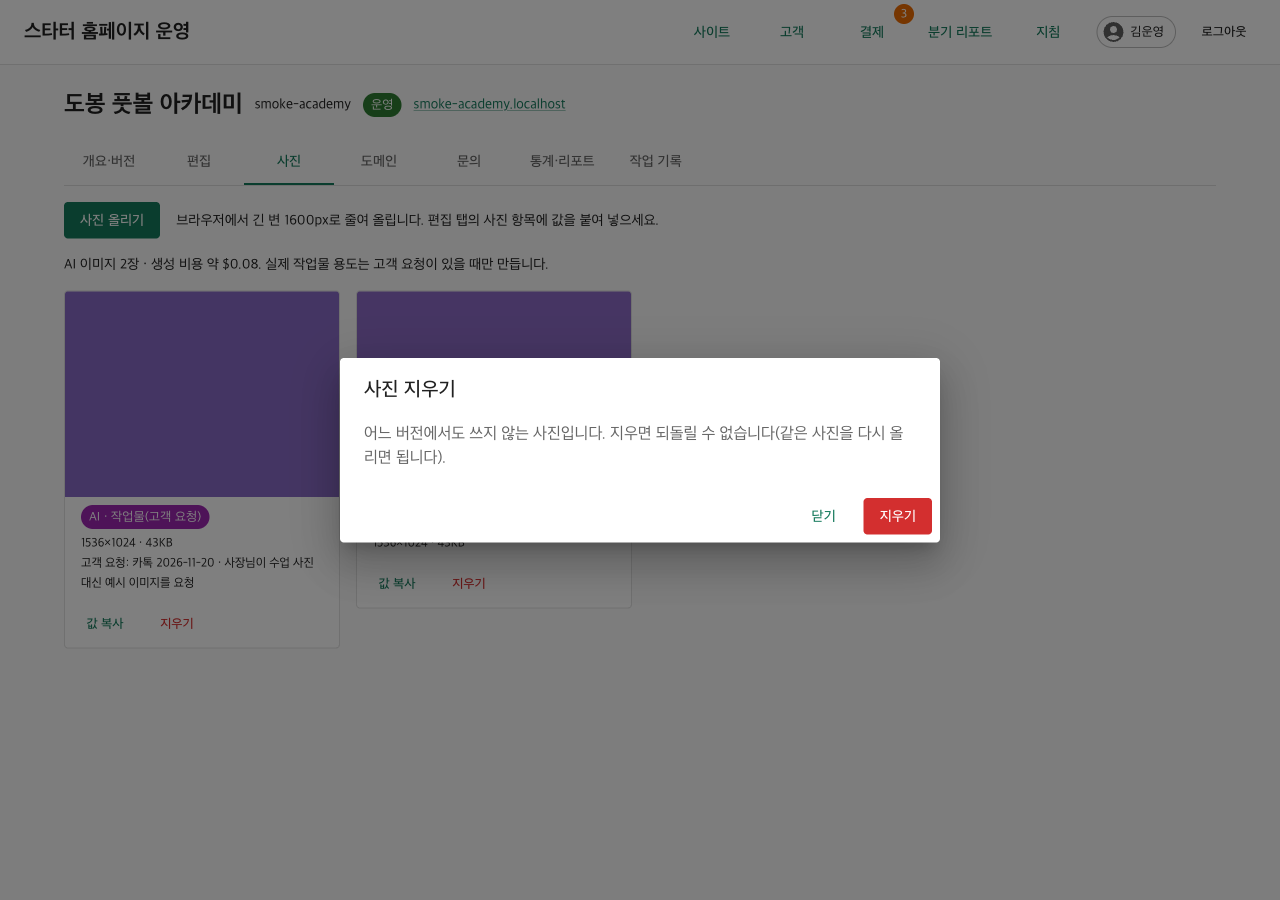 스타터 홈페이지 운영
사이트
고객
결제
3
분기 리포트
지침
김운영
로그아웃
도봉 풋볼 아카데미
smoke-academy
운영
smoke-academy.localhost
개요·버전
편집
사진
도메인
문의
통계·리포트
작업 기록
사진 올리기
브라우저에서 긴 변 1600px로 줄여 올립니다. 편집 탭의 사진 항목에 값을 붙여 넣으세요.
AI 이미지 2장 · 생성 비용 약 $0.08. 실제 작업물 용도는 고객 요청이 있을 때만 만듭니다.
사진 지우기
어느 버전에서도 쓰지 않는 사진입니다. 지우면 되돌릴 수 없습니다(같은 사진을 다시 올
리면 됩니다).
닫기
지우기
AI · 작업물(고객 요청)
1536×1024 · 43KB
고객 요청: 카톡 2026-11-20 · 사장님이 수업 사진
대신 예시 이미지를 요청
값 복사
지우기
1536×1024 · 43KB
값 복사
지우기